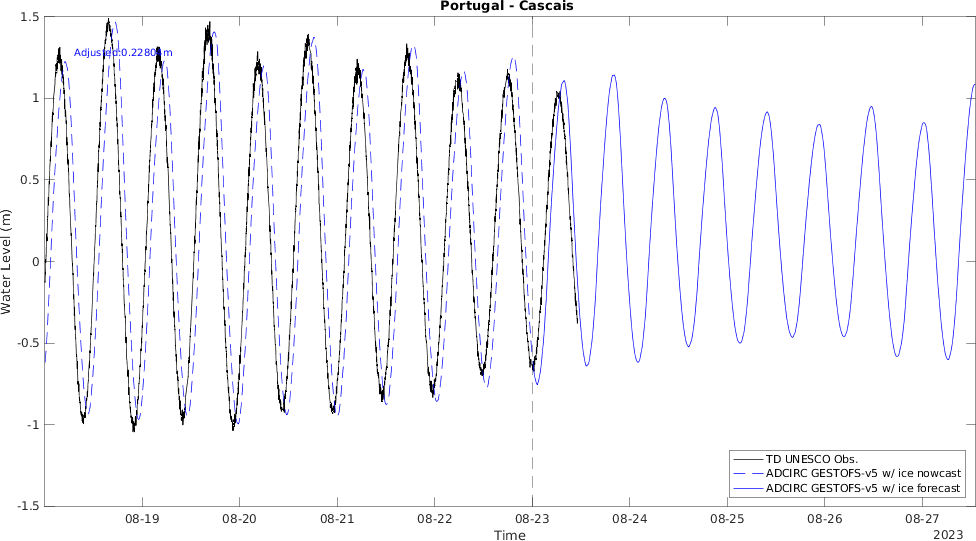 Portugal - Cascais
1.5
Adjusted:0.2280 m
1
0.5
0
-0.5
-1
-1.5
Water Level (m)
TD UNESCO Obs.
ADCIRC GESTOFS-v5 w/ ice nowcast
ADCIRC GESTOFS-v5 w/ ice forecast
08-19 08-20 08-21 08-22 08-23 08-24 08-25 08-26 08-27
Time
2023